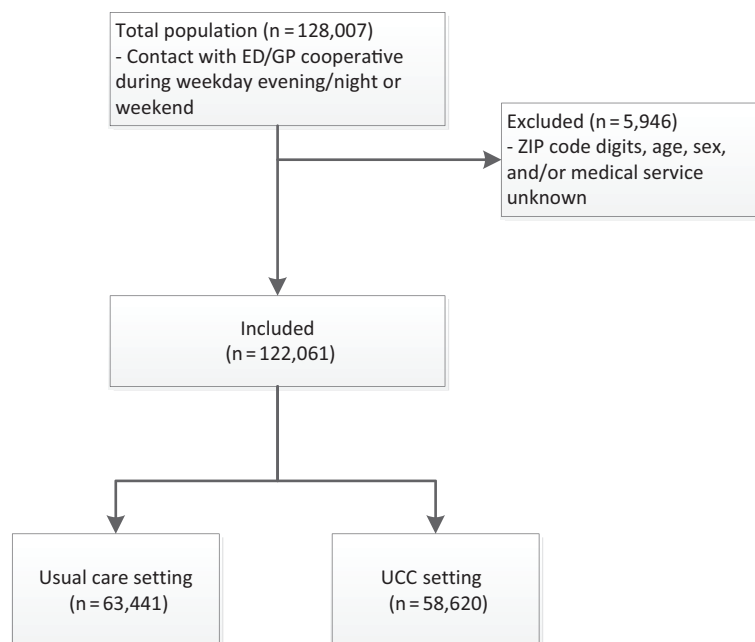 Total population (n = 128,007)
- Contact with ED/GP cooperative
during weekday evening/night or
weekend
Excluded (n = 5,946)
- ZIP code digits, age, sex,
and/or medical service
unknown
Included
(n = 122,061)
Usual care setting
(n = 63,441)
UCC setting
(n = 58,620)